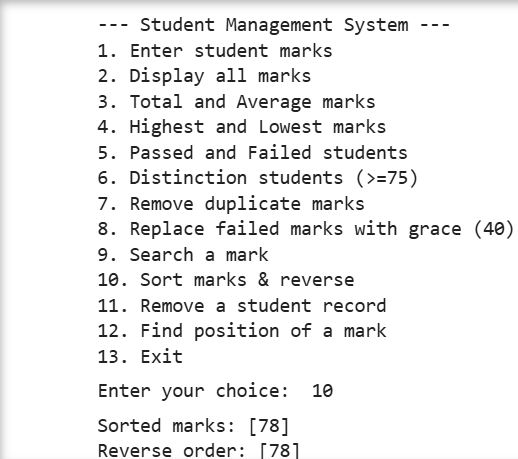 --- Student Management System ---
1. Enter student marks
2. Display all marks
3. Total and Average marks
4. Highest and Lowest marks
5. Passed and Failed students
6. Distinction students (>=75)
7. Remove duplicate marks
8. Replace failed marks with grace (40)
9. Search a mark
10. Sort marks & reverse
11. Remove a student record
12. Find position of a mark
13. Exit
Enter your choice:  10
Sorted marks: [78]
Reverse order: [78]